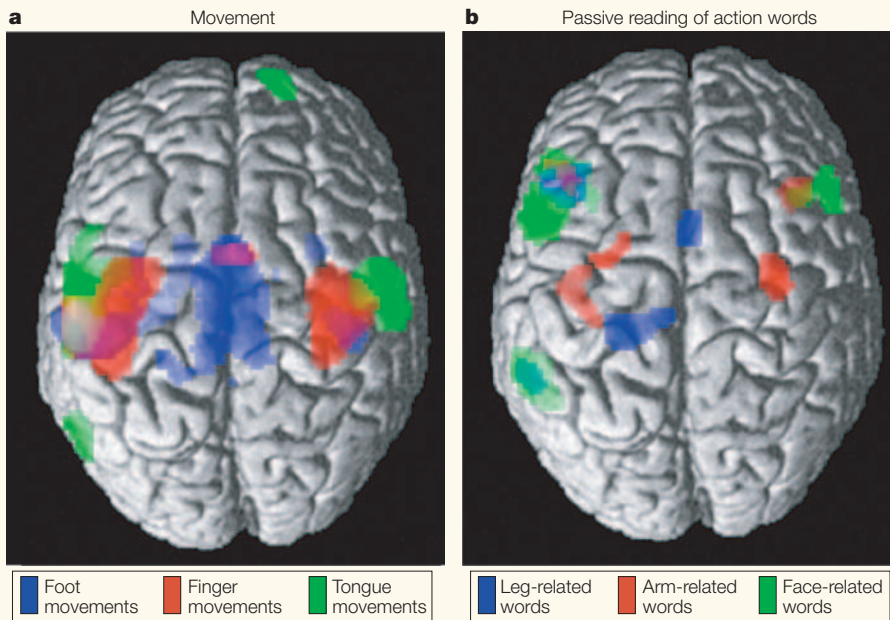 a Movement
b Passive reading of action words
Foot movements
Finger movements
Tongue movements
Leg-related words
Arm-related words
Face-related words